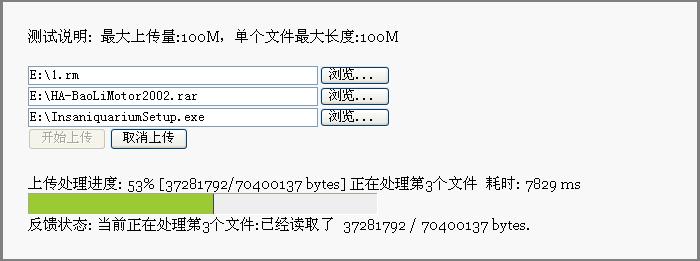 测试说明: 最大上传量:100M，单个文件最大长度:100M
E:\1.rm 浏览...
E:\HA-BaoLiMotor2002.rar 浏览...
E:\InsaniquariumSetup.exe 浏览...
开始上传 取消上传
上传处理进度: 53% [37281792/70400137 bytes] 正在处理第3个文件 耗时: 7829 ms
反馈状态: 当前正在处理第3个文件:已经读取了 37281792 / 70400137 bytes.